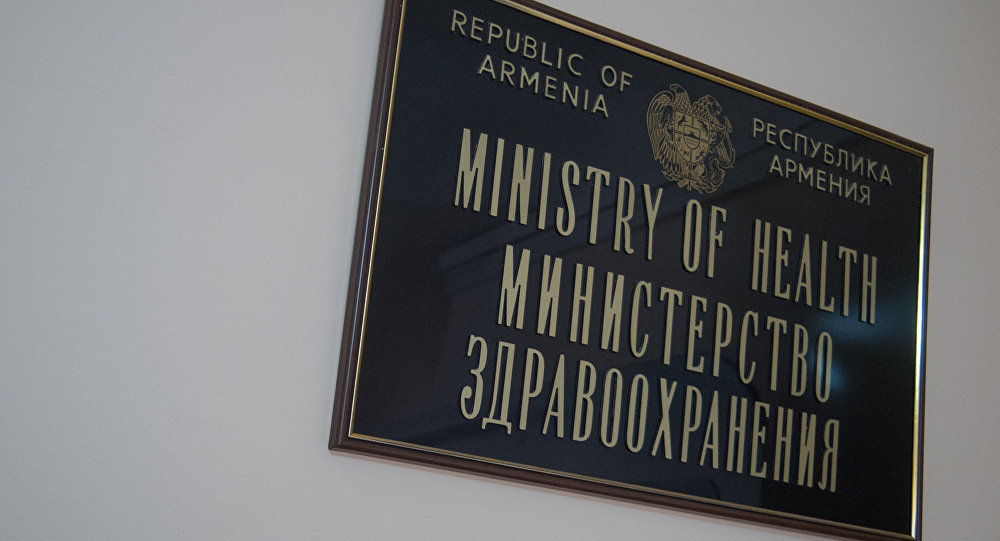 REPUBLIC OF
ARMENIA
РЕСПУБЛИКА
АРМЕНИЯ
MINISTRY OF HEALTH
МИНИСТЕРСТВО
ЗДРАВООХРАНЕНИЯ